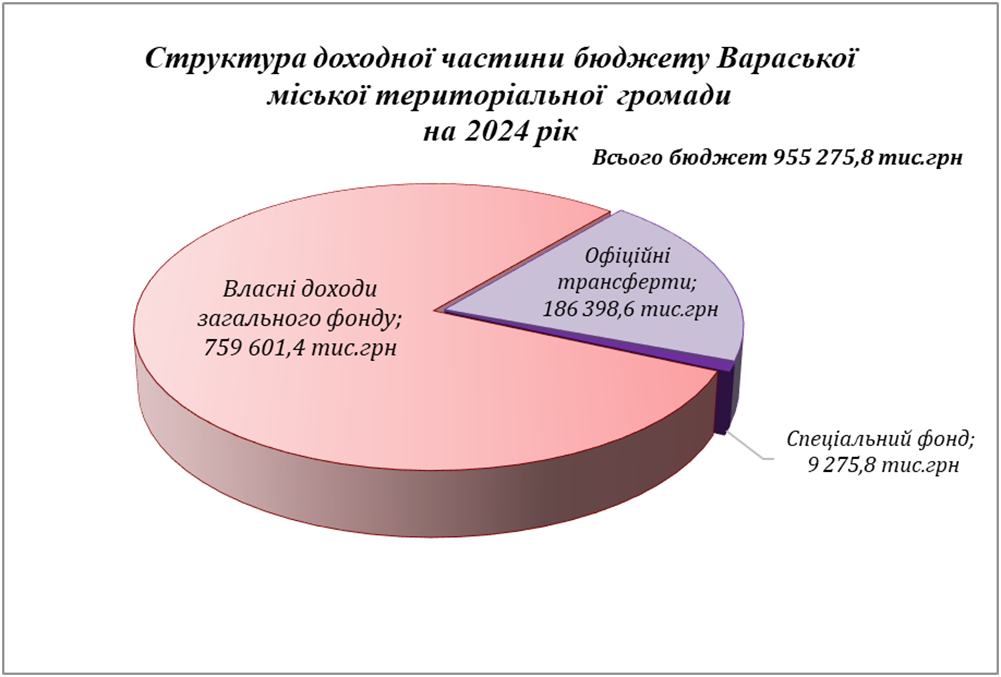 Структура доходної частини бюджету Вараської
міської територіальної громади
на 2024 рік
Всього бюджет 955 275,8 тис.грн
Офіційні
трансферти;
186 398,6 тис.грн
Власні доходи
загального фонду;
759 601,4 тис.грн
Спеціальний фонд;
9 275,8 тис.грн